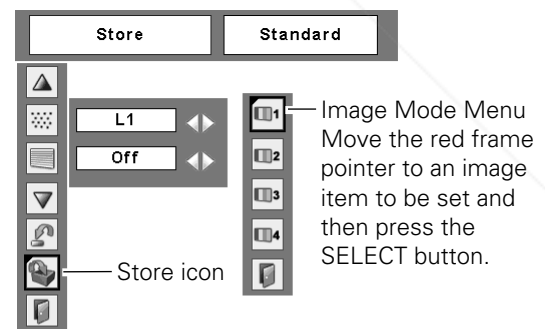 Store Standard
L1
Off
1
2
3
4
Image Mode Menu
Move the red frame
pointer to an image
item to be set and
then press the
SELECT button.
Store icon